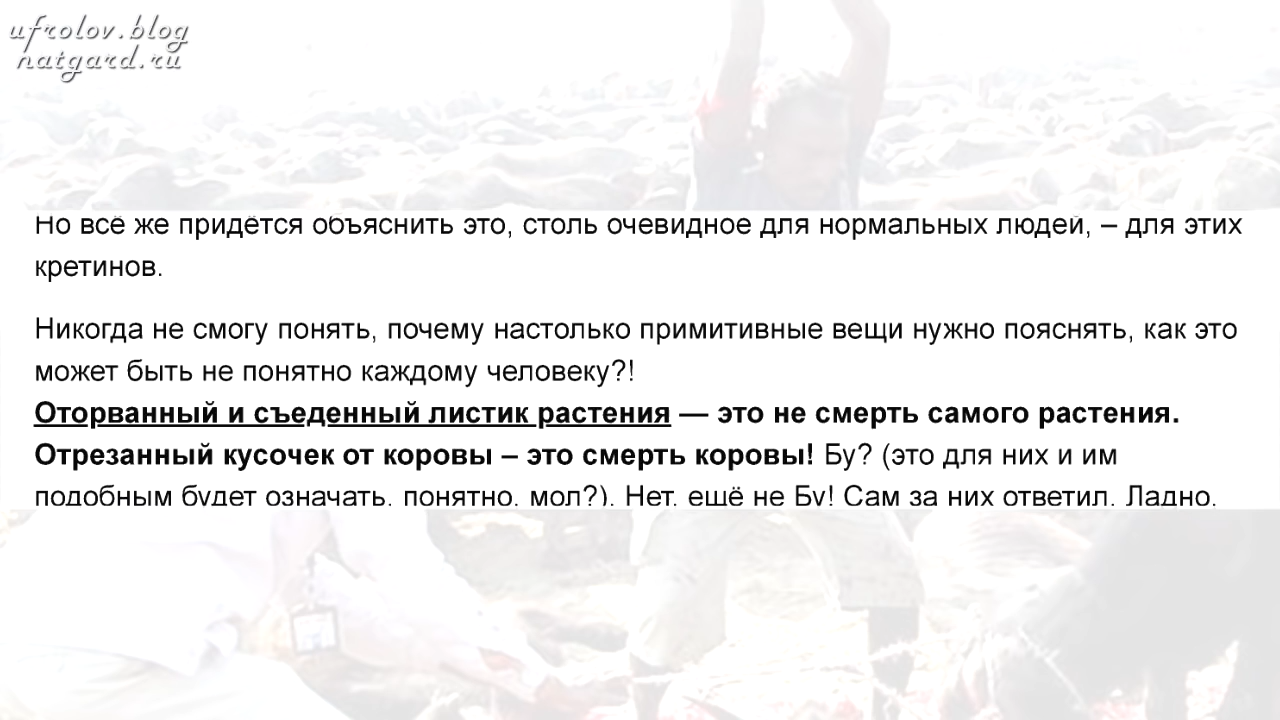 ufrolov.blog
natgard.ru
Но всё же придётся объяснить это, столь очевидное для нормальных людей, – для этих
кретинов.
Никогда не смогу понять, почему настолько примитивные вещи нужно пояснять, как это
может быть не понятно каждому человеку?!
Оторванный и съеденный листик растения — это не смерть самого растения.
Отрезанный кусочек от коровы – это смерть коровы! Бу? (это для них и им
подобным будет означать, понятно, мол?). Нет, ещё не Бу! Сам за них ответил. Ладно,